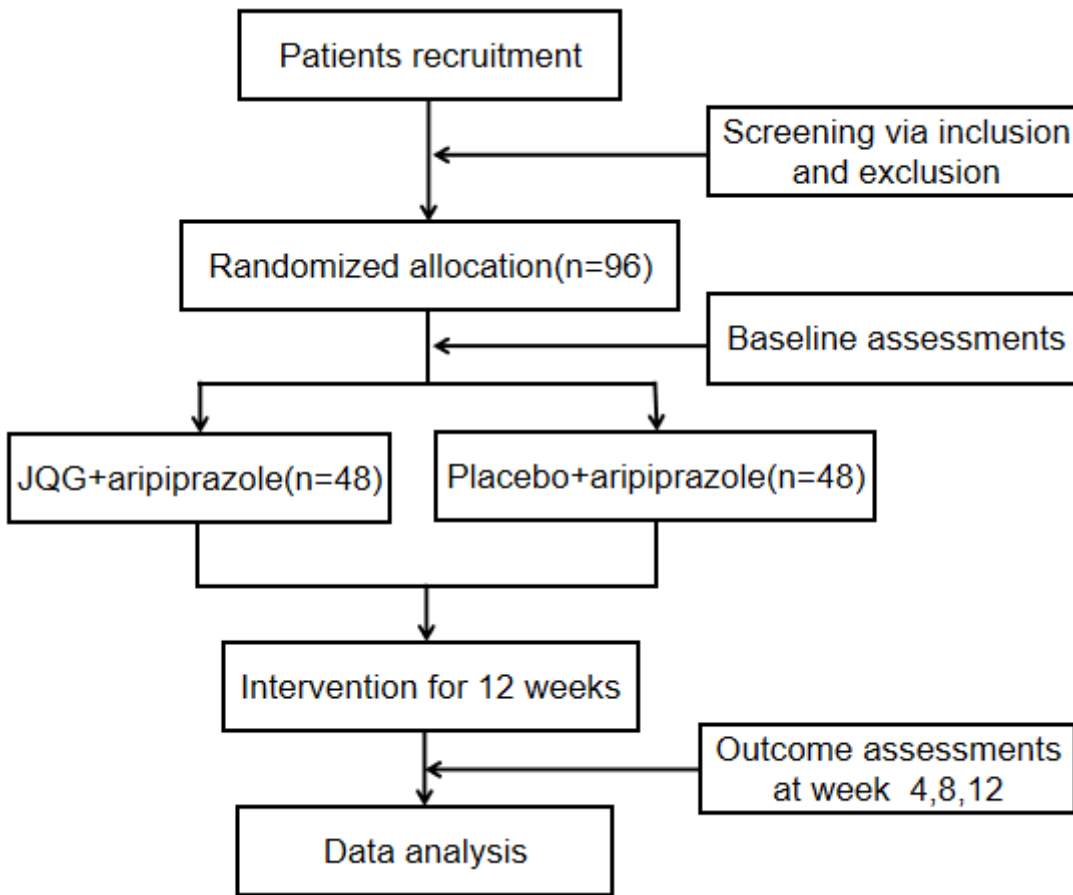 Patients recruitment
Screening via inclusion
and exclusion
Randomized allocation(n=96)
Baseline assessments
JQG+aripiprazole(n=48)
Placebo+aripiprazole(n=48)
Intervention for 12 weeks
Outcome assessments
at week  4,8,12
Data analysis